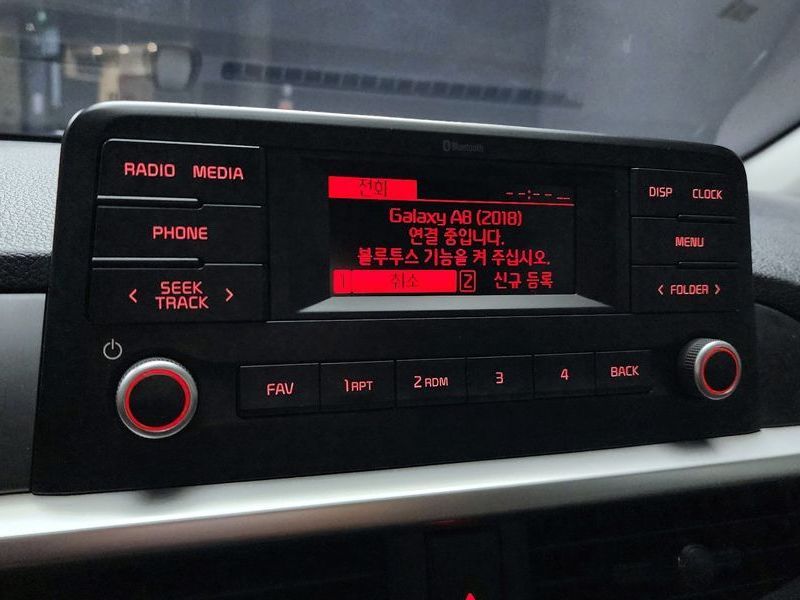 Bluetooth
RADIO MEDIA
PHONE
SEEK
TRACK
전화
--:-- --
Galaxy A8 (2018)
연결 중입니다.
블루투스 기능을 켜 주십시오.
1 취소 2 신규 등록
DISP CLOCK
MENU
< FOLDER >
FAV 1 RPT 2 RDM 3 4 BACK